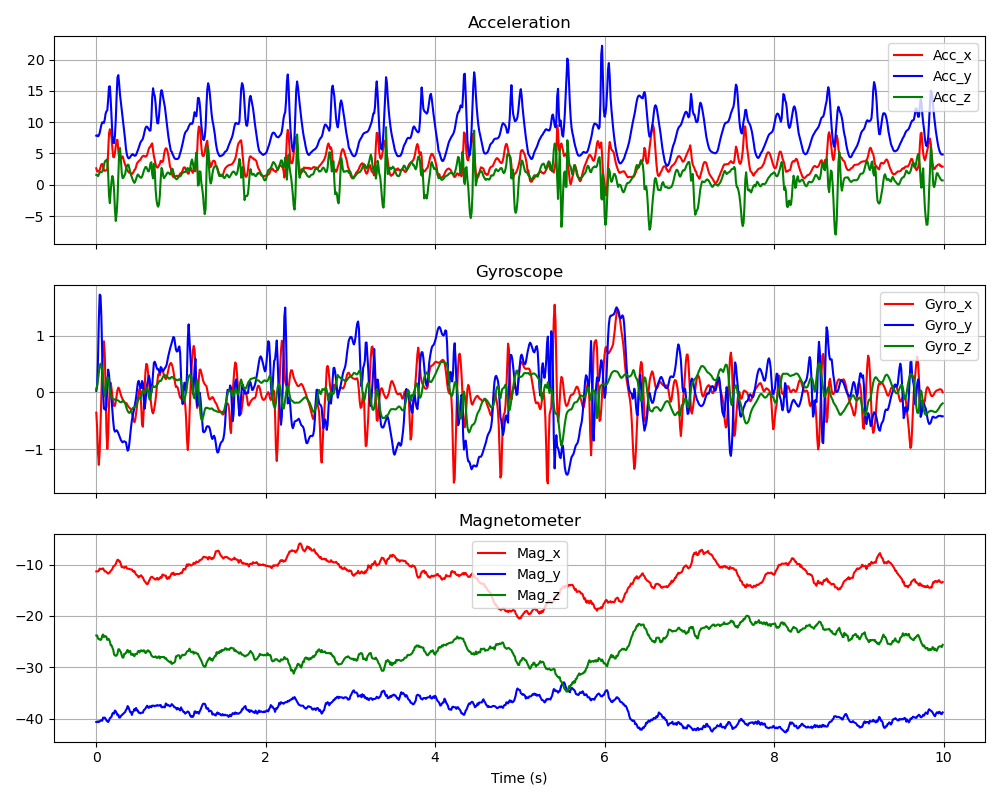 Acceleration
20
15
10
5
0
−5
Acc_x
Acc_y
Acc_z
Gyroscope
1
0
−1
Gyro_x
Gyro_y
Gyro_z
Magnetometer
−10
−20
−30
−40
Mag_x
Mag_y
Mag_z
0 2 4 6 8 10
Time (s)